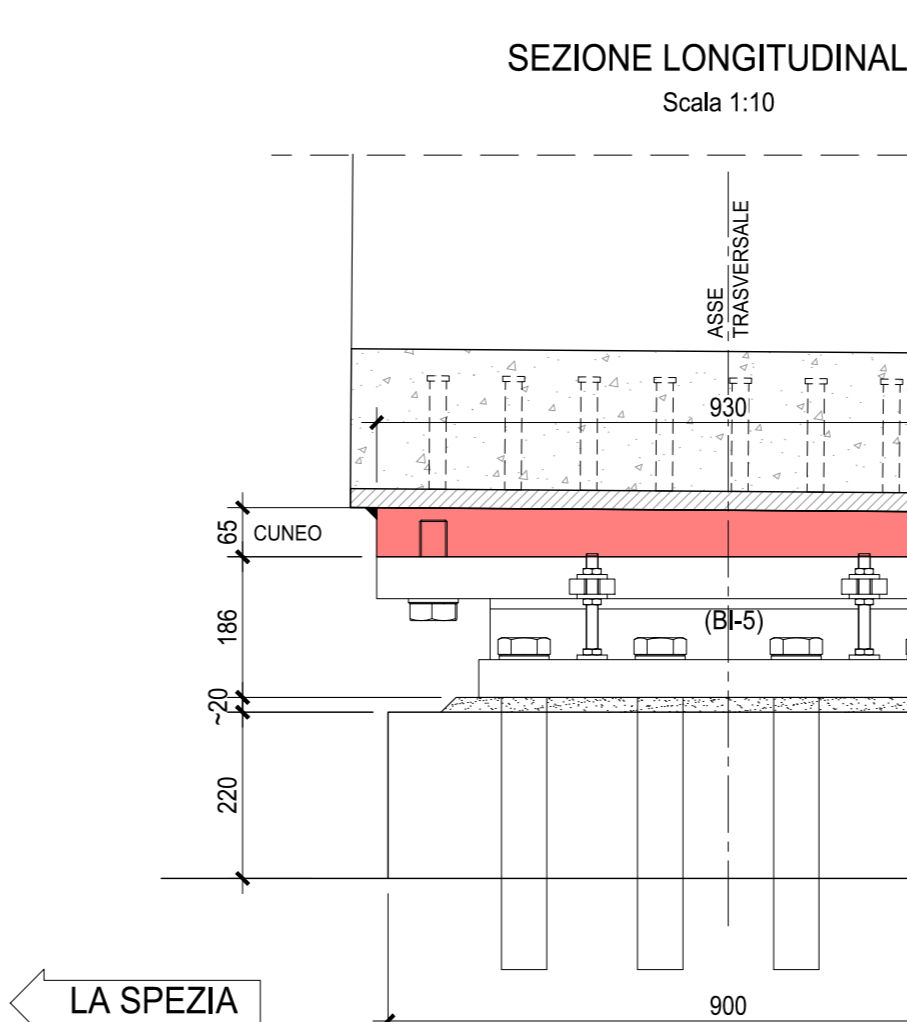 SEZIONE LONGITUDINAL
Scala 1:10
ASSE
TRASVERSALE
930
65
CUNEO
186
(BI-5)
~20
220
LA SPEZIA
900